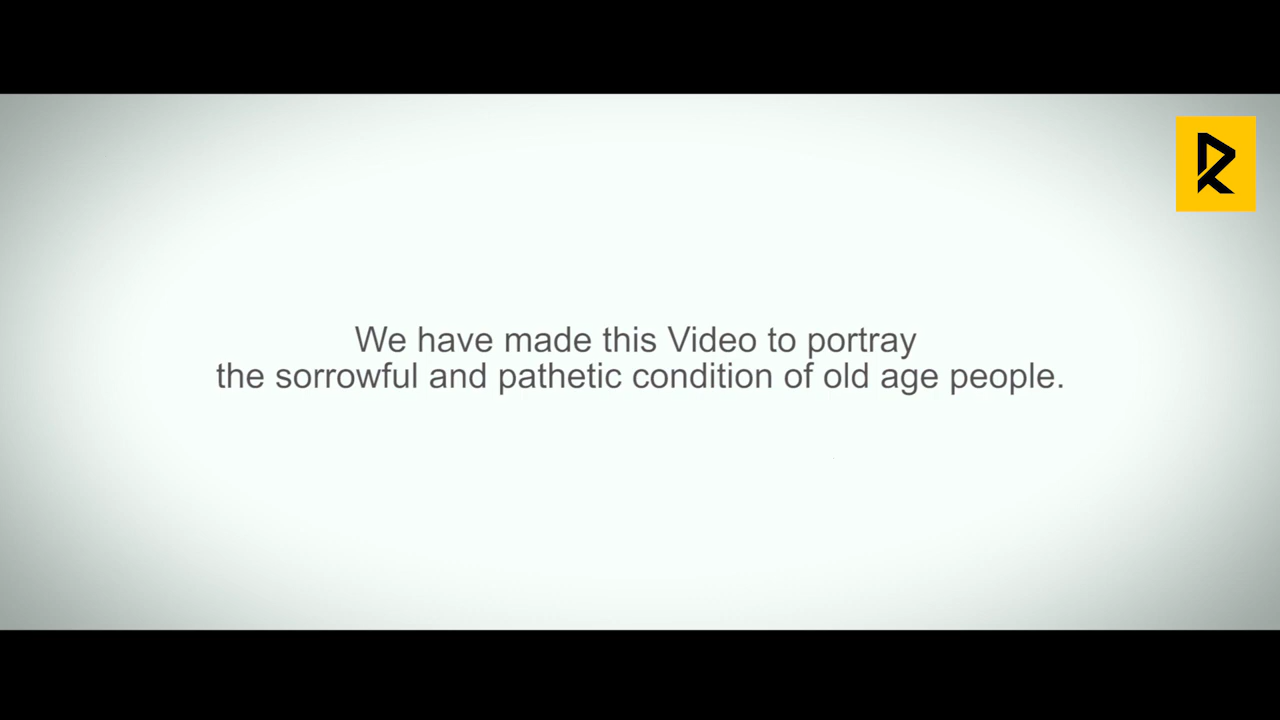 We have made this Video to portray
the sorrowful and pathetic condition of old age people.